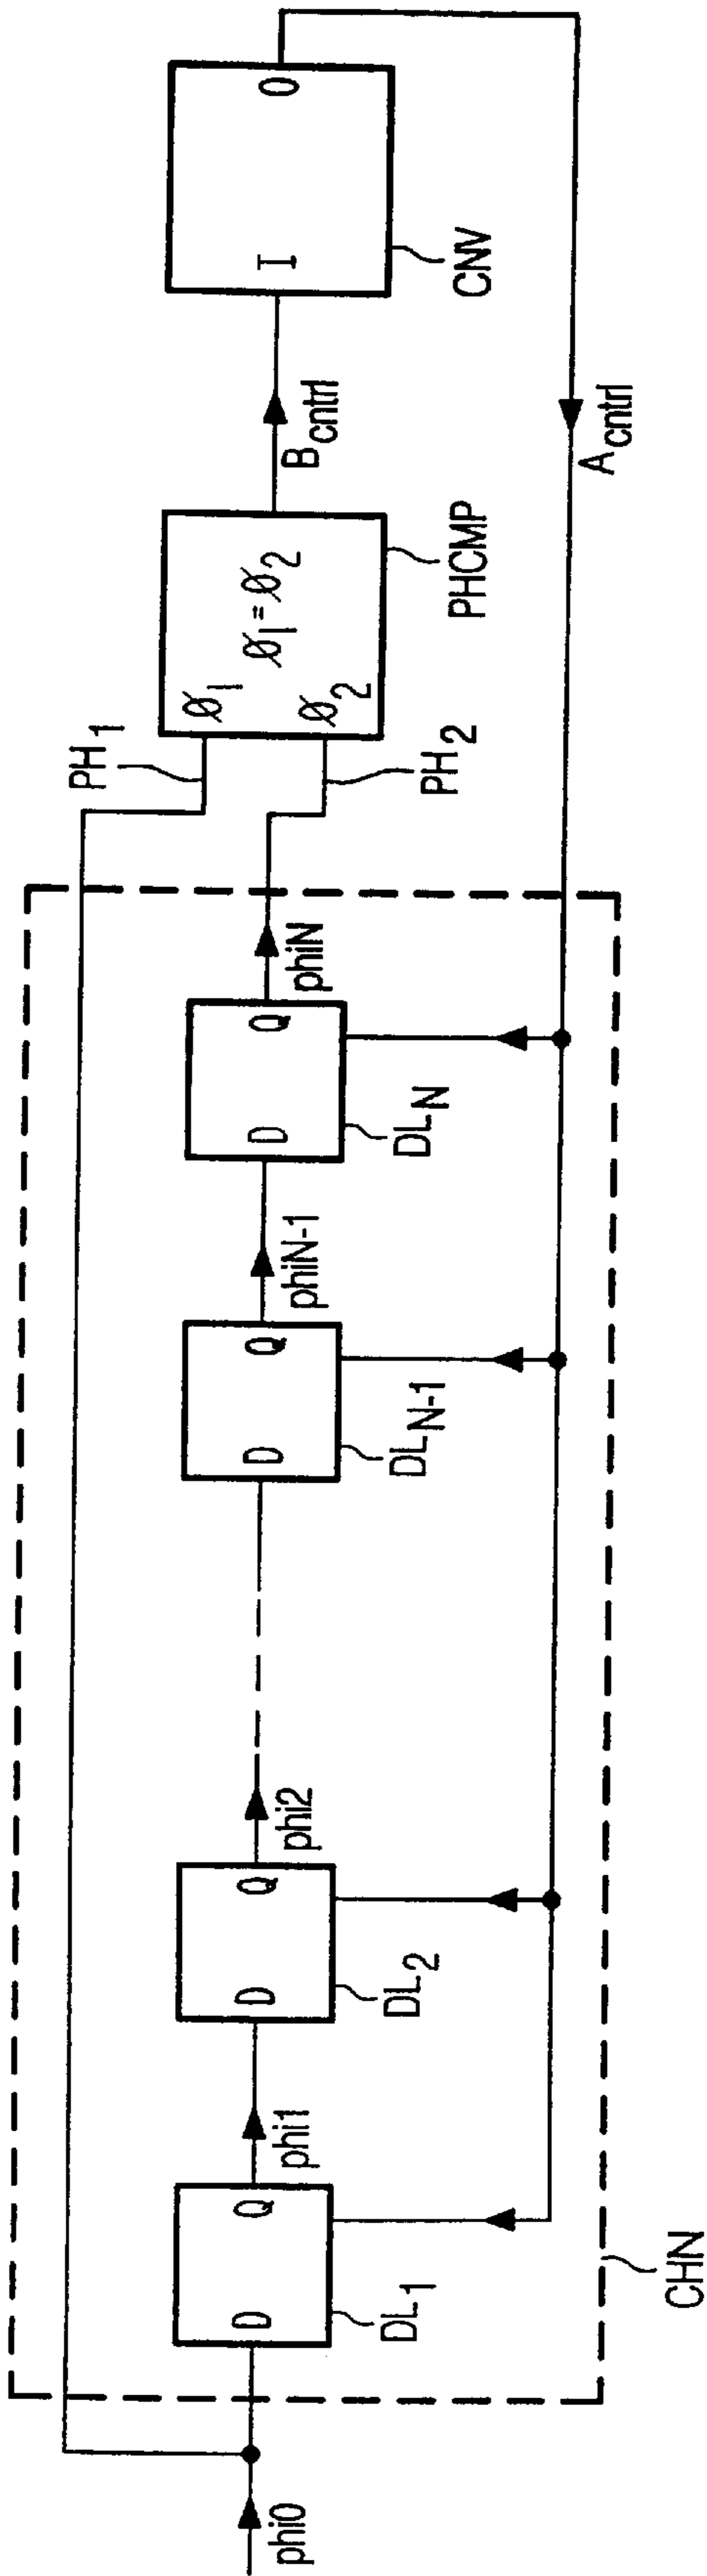 phi0
PH1
D
Q
DL1
phi1
D
Q
DL2
phi2
D
Q
DLN-1
phiN-1
D
Q
DLN
phiN
CHN
PH2
Ø1
Ø1=Ø2
Ø2
PHCMP
Bcntrl
I
O
CNV
Acntrl